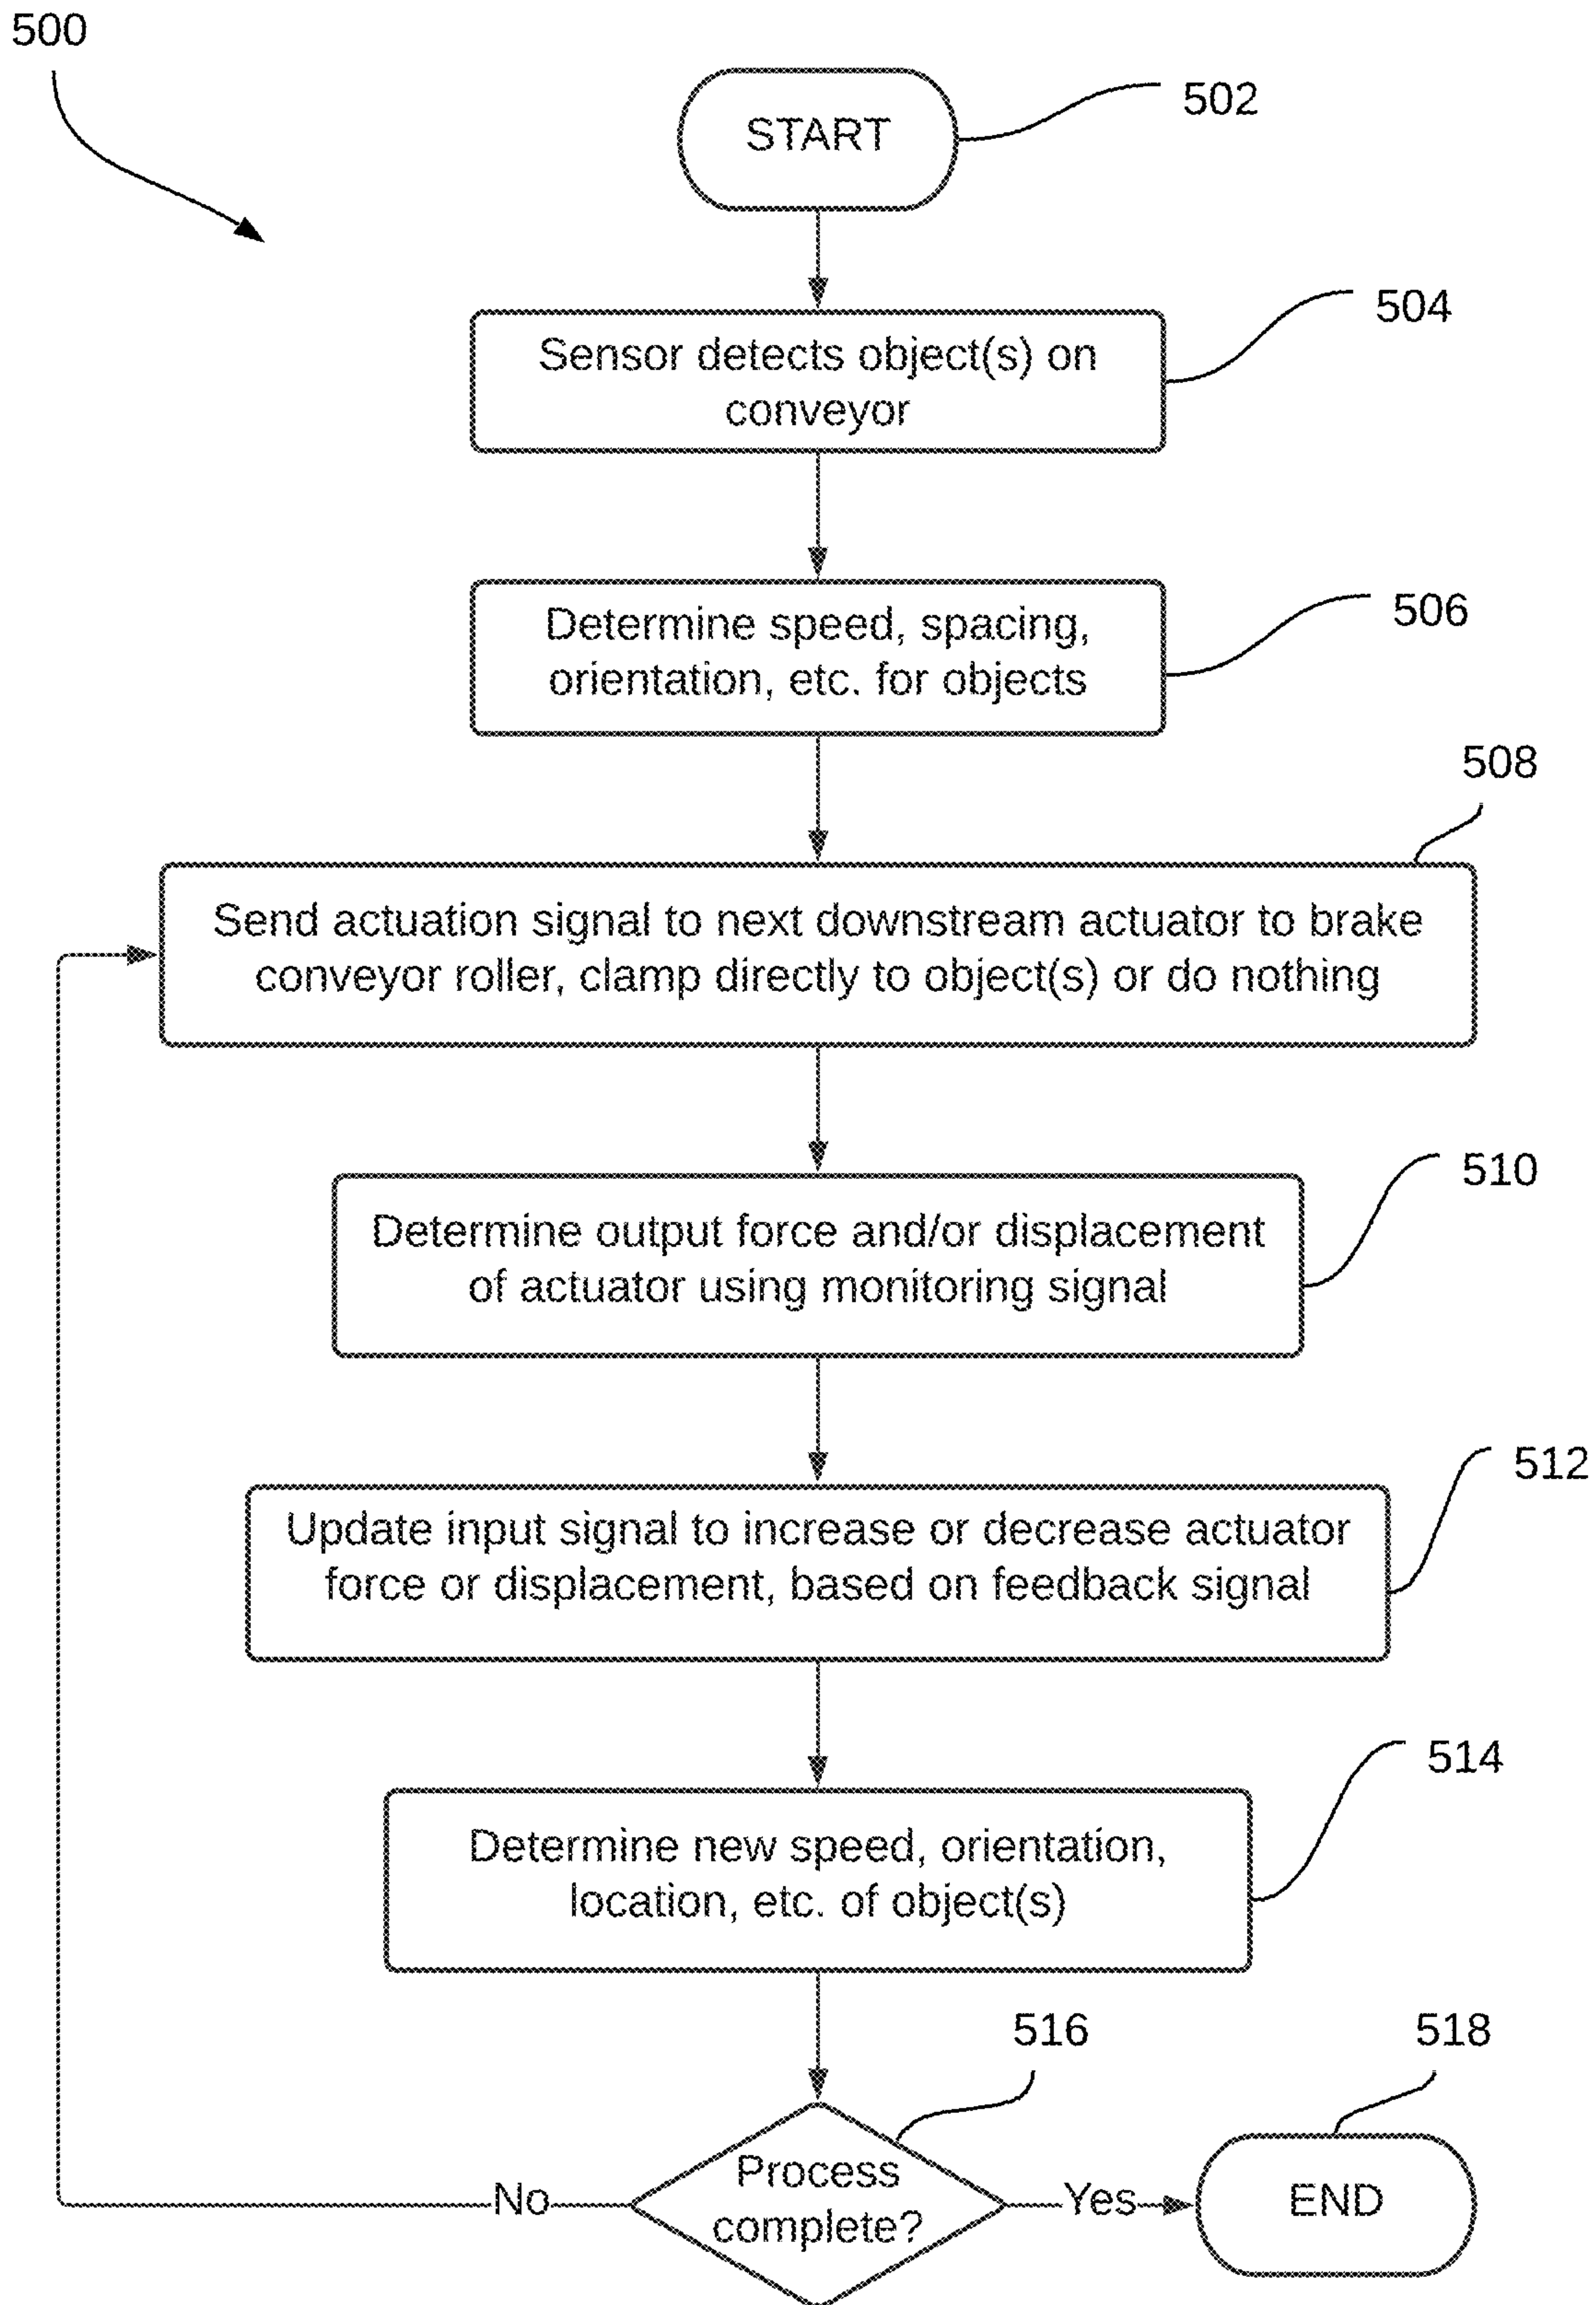 500
START
502
Sensor detects object(s) on
conveyor
504
Determine speed, spacing,
orientation, etc. for objects
506
508
Send actuation signal to next downstream actuator to brake
conveyor roller, clamp directly to object(s) or do nothing
Determine output force and/or displacement
of actuator using monitoring signal
510
Update input signal to increase or decrease actuator
force or displacement, based on feedback signal
512
Determine new speed, orientation,
location, etc. of object(s)
514
516
518
Process
complete?
No
Yes
END